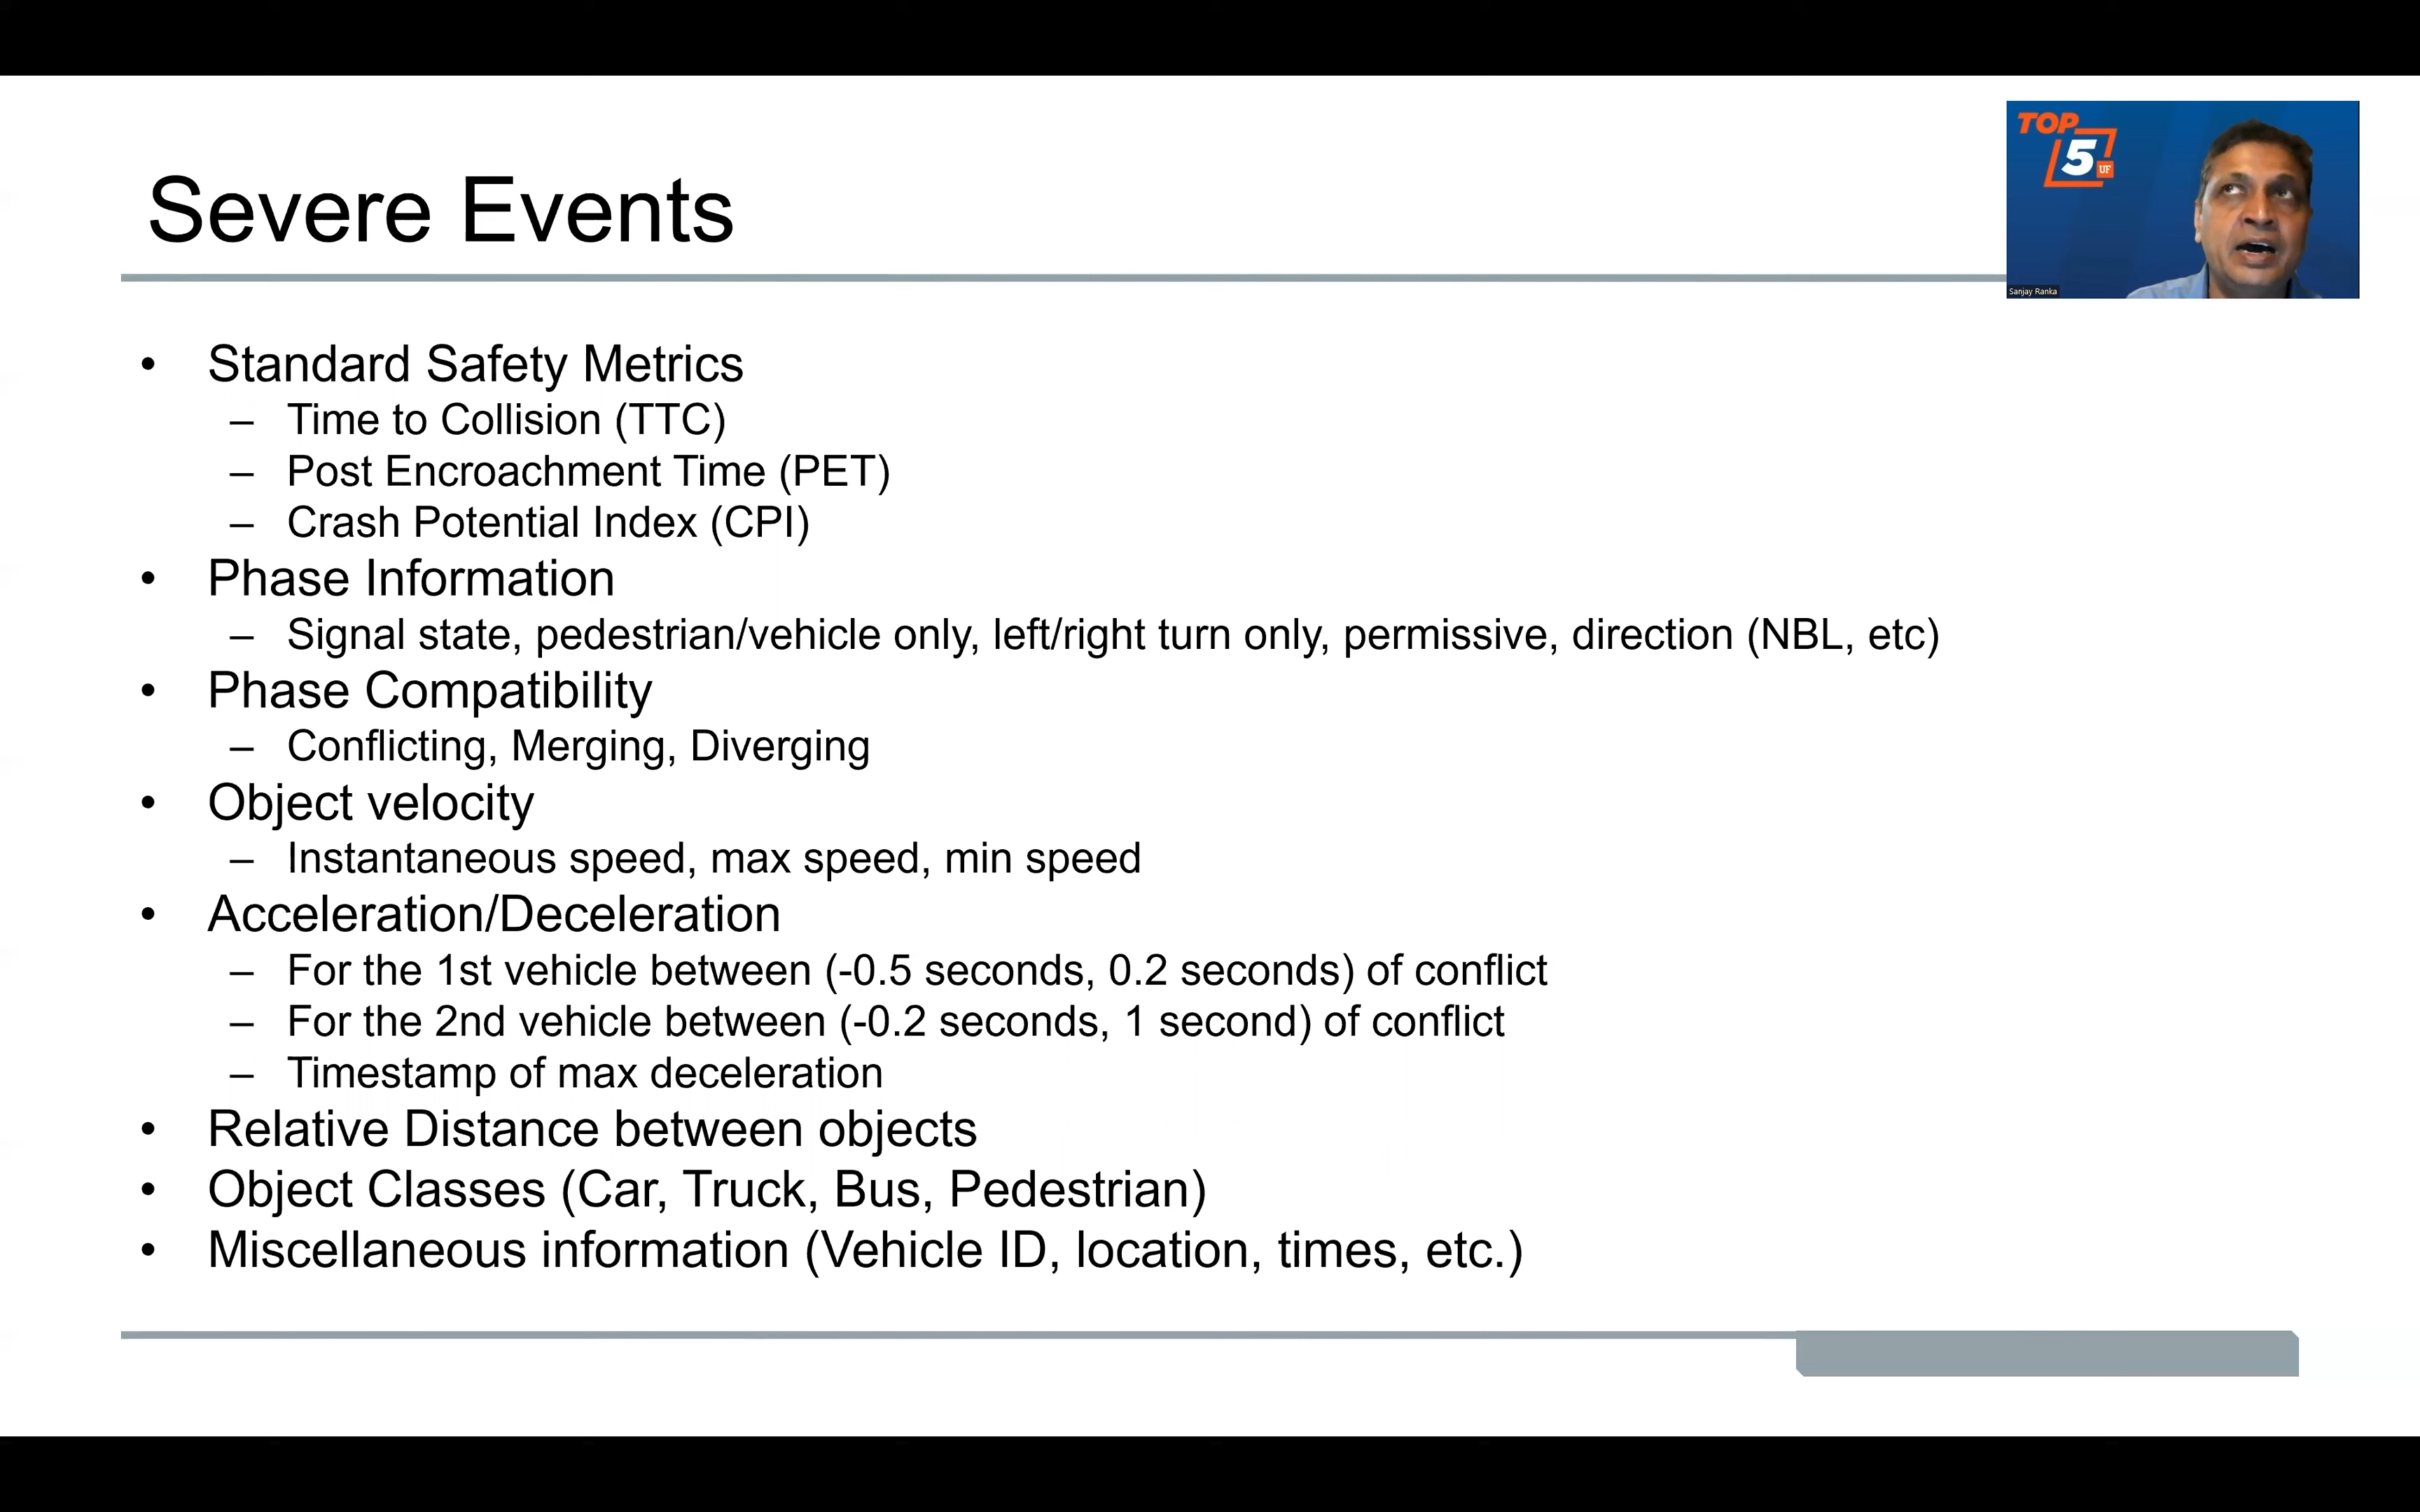 Severe Events
TOP
5
UF
Sanjay Ranka
• Standard Safety Metrics
– Time to Collision (TTC)
– Post Encroachment Time (PET)
– Crash Potential Index (CPI)
• Phase Information
– Signal state, pedestrian/vehicle only, left/right turn only, permissive, direction (NBL, etc)
• Phase Compatibility
– Conflicting, Merging, Diverging
• Object velocity
– Instantaneous speed, max speed, min speed
• Acceleration/Deceleration
– For the 1st vehicle between (-0.5 seconds, 0.2 seconds) of conflict
– For the 2nd vehicle between (-0.2 seconds, 1 second) of conflict
– Timestamp of max deceleration
• Relative Distance between objects
• Object Classes (Car, Truck, Bus, Pedestrian)
• Miscellaneous information (Vehicle ID, location, times, etc.)